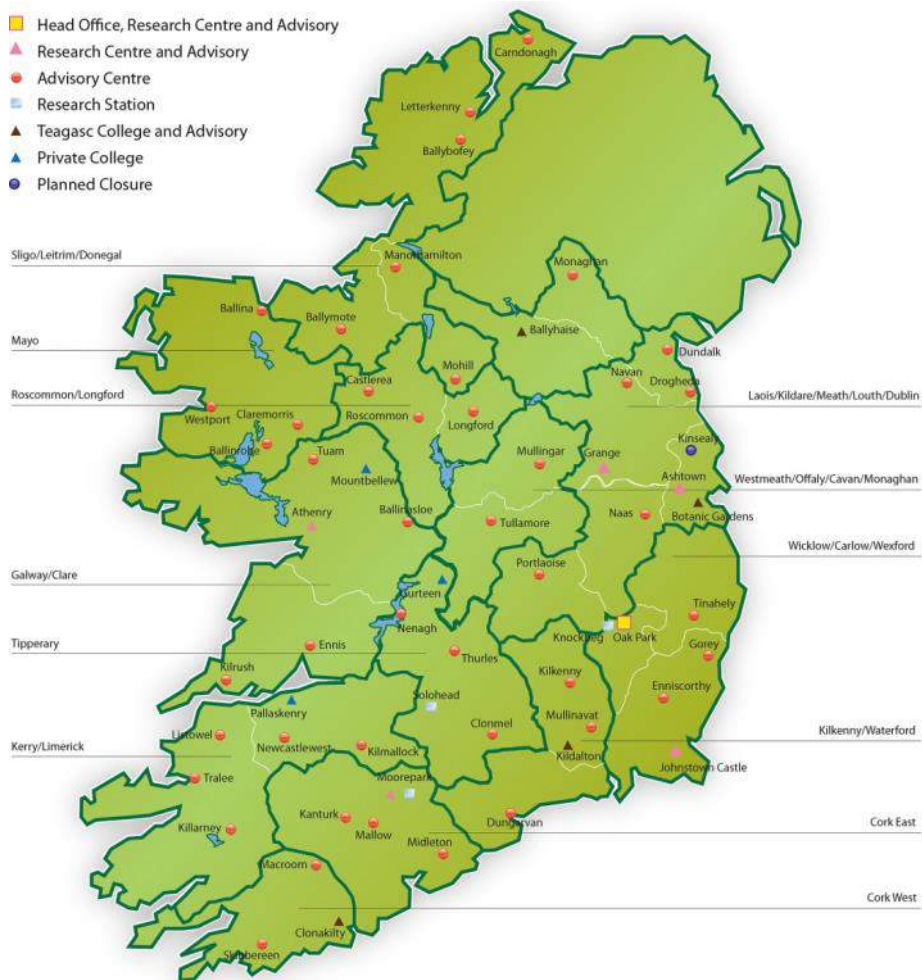 Head Office, Research Centre and Advisory
Research Centre and Advisory
Advisory Centre
Research Station
Teagasc College and Advisory
Private College
Planned Closure
Carndonagh
Letterkenny
Ballybofey
Sligo/Leitrim/Donegal
Manorhamilton
Monaghan
Ballina
Ballymote
Ballyhaise
Mayo
Dundalk
Castlerea
Mohill
Navan
Drogheda
Roscommon/Longford
Laois/Kildare/Meath/Louth/Dublin
Westport
Claremorris
Roscommon
Longford
Ballinrobe
Tuam
Mullingar
Kinsealy
Grange
Mountbellew
Ashtown
Westmeath/Offaly/Cavan/Monaghan
Athenry
Ballinasloe
Tullamore
Naas
Botanic Gardens
Wicklow/Carlow/Wexford
Portlaoise
Galway/Clare
Gurteen
Tinahely
Nenagh
Knockbeg
Oak Park
Tipperary
Ennis
Thurles
Gorey
Kilrush
Kilkenny
Enniscorthy
Solohead
Pallaskenry
Mullinavat
Clonmel
Kilkenny/Waterford
Listowel
Newcastlewest
Kilmallock
Kildalton
Kerry/Limerick
Johnstown Castle
Tralee
Moorepark
Kanturk
Mallow
Dungarvan
Cork East
Killarney
Midleton
Macroom
Cork West
Clonakilty
Skibbereen